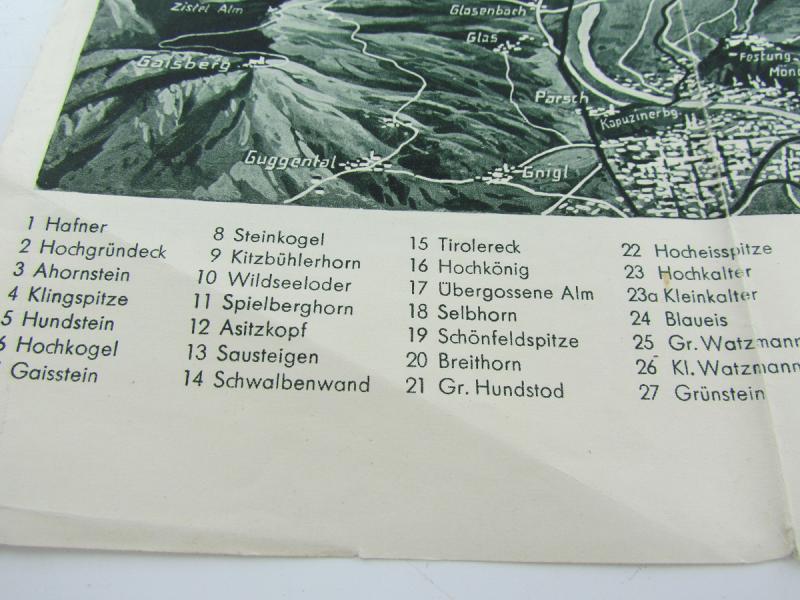 Zistel Alm
Glasenbach
Glas
Gaisberg
Festung
Parsch
Kapuzinerbg.
Guggental
Gnigl
1 Hafner
2 Hochgründeck
3 Ahornstein
4 Klingspitze
5 Hundstein
6 Hochkogel
Gaisstein
8 Steinkogel
9 Kitzbühlerhorn
10 Wildseeloder
11 Spielberghorn
12 Asitzkopf
13 Sausteigen
14 Schwalbenwand
15 Tirolereck
16 Hochkönig
17 Übergossene Alm
18 Selbhorn
19 Schönfeldspitze
20 Breithorn
21 Gr. Hundstod
22 Hocheisspitze
23 Hochkalter
23a Kleinkalter
24 Blaueis
25 Gr. Watzmann
26 Kl. Watzmann
27 Grünstein